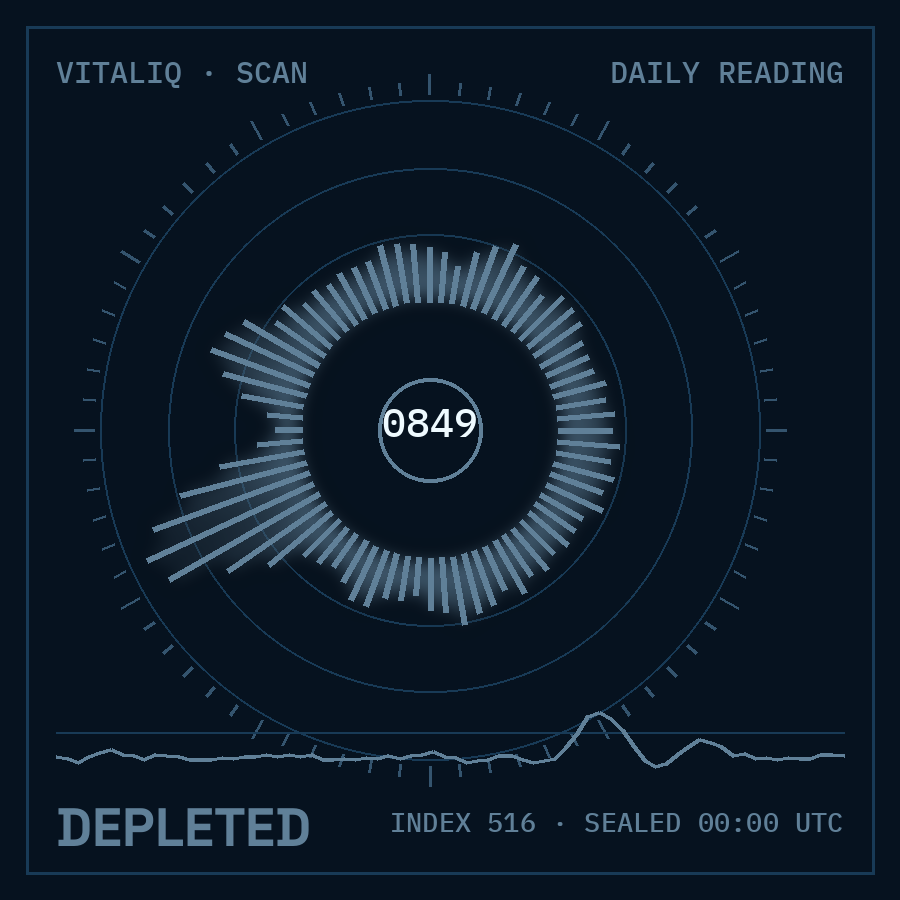 VITALIQ · SCAN
DAILY READING
0849
DEPLETED
INDEX 516 · SEALED 00:00 UTC